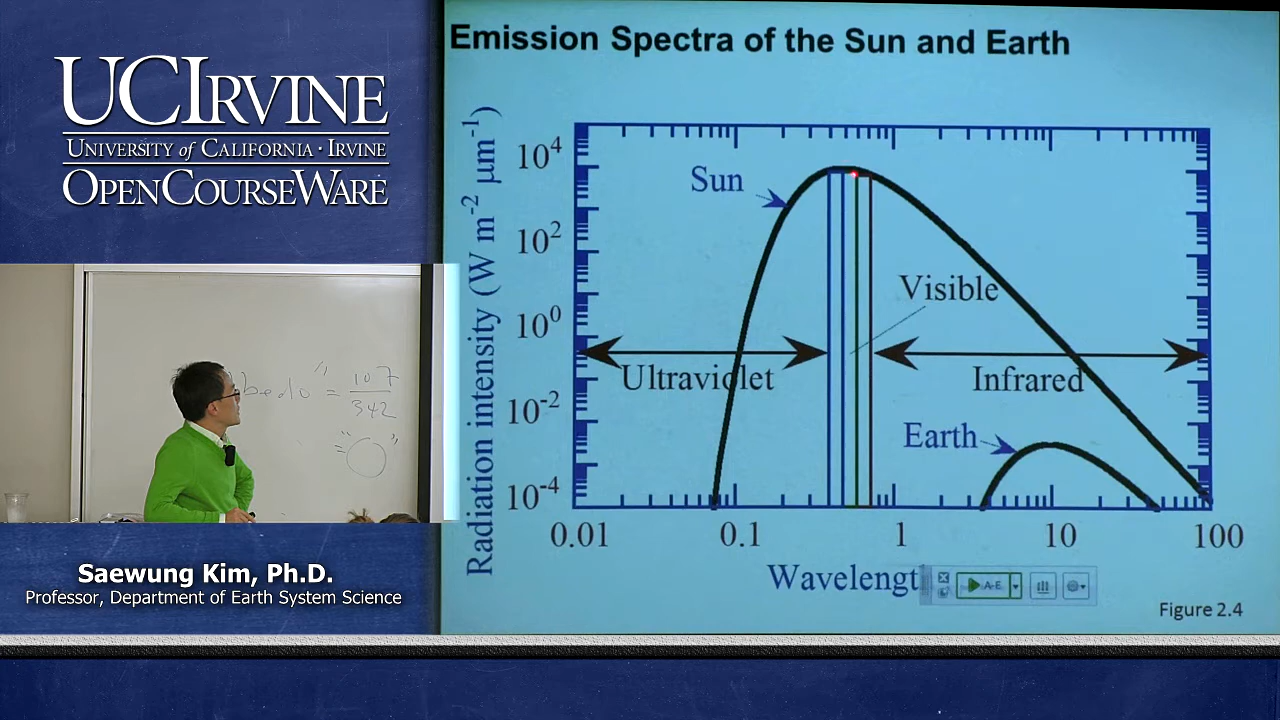 UCIRVINE
UNIVERSITY of CALIFORNIA · IRVINE
OPENCOURSEWARE
bedo" = 107
342
Saewung Kim, Ph.D.
Professor, Department of Earth System Science
Emission Spectra of the Sun and Earth
Radiation intensity (W m-2 μm-1)
10^4
10^2
10^0
10^-2
10^-4
Sun
Visible
Ultraviolet
Infrared
Earth
0.01 0.1 1 10 100
Wavelengt
A-E
Figure 2.4